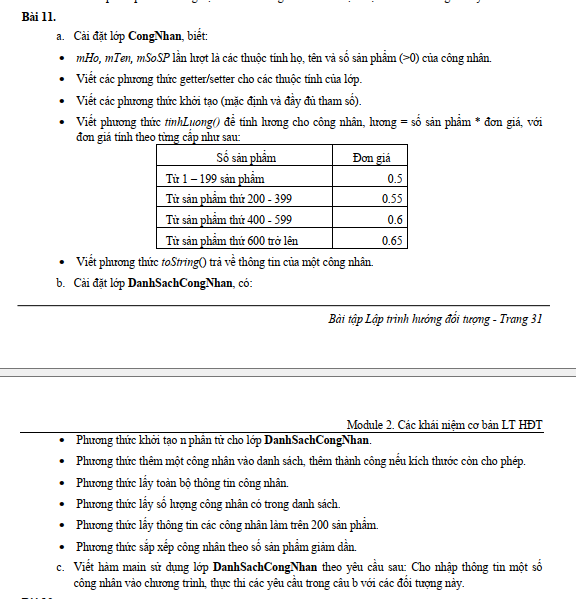 Bài 11.
a. Cài đặt lớp CongNhan, biết:
• mHo, mTen, mSoSP lần lượt là các thuộc tính họ, tên và số sản phẩm (>0) của công nhân.
• Viết các phương thức getter/setter cho các thuộc tính của lớp.
• Viết các phương thức khởi tạo (mặc định và đầy đủ tham số).
• Viết phương thức tinhLuong() để tính lương cho công nhân, lương = số sản phẩm * đơn giá, với
đơn giá tính theo từng cấp như sau:
Số sản phẩm Đơn giá
Từ 1 – 199 sản phẩm 0.5
Từ sản phẩm thứ 200 - 399 0.55
Từ sản phẩm thứ 400 - 599 0.6
Từ sản phẩm thứ 600 trở lên 0.65
• Viết phương thức toString() trả về thông tin của một công nhân.
b. Cài đặt lớp DanhSachCongNhan, có:
Bài tập Lập trình hướng đối tượng - Trang 31
Module 2. Các khái niệm cơ bản LT HĐT
• Phương thức khởi tạo n phần tử cho lớp DanhSachCongNhan.
• Phương thức thêm một công nhân vào danh sách, thêm thành công nếu kích thước còn cho phép.
• Phương thức lấy toàn bộ thông tin công nhân.
• Phương thức lấy số lượng công nhân có trong danh sách.
• Phương thức lấy thông tin các công nhân làm trên 200 sản phẩm.
• Phương thức sắp xếp công nhân theo số sản phẩm giảm dần.
c. Viết hàm main sử dụng lớp DanhSachCongNhan theo yêu cầu sau: Cho nhập thông tin một số
công nhân vào chương trình, thực thi các yêu cầu trong câu b với các đối tượng này.